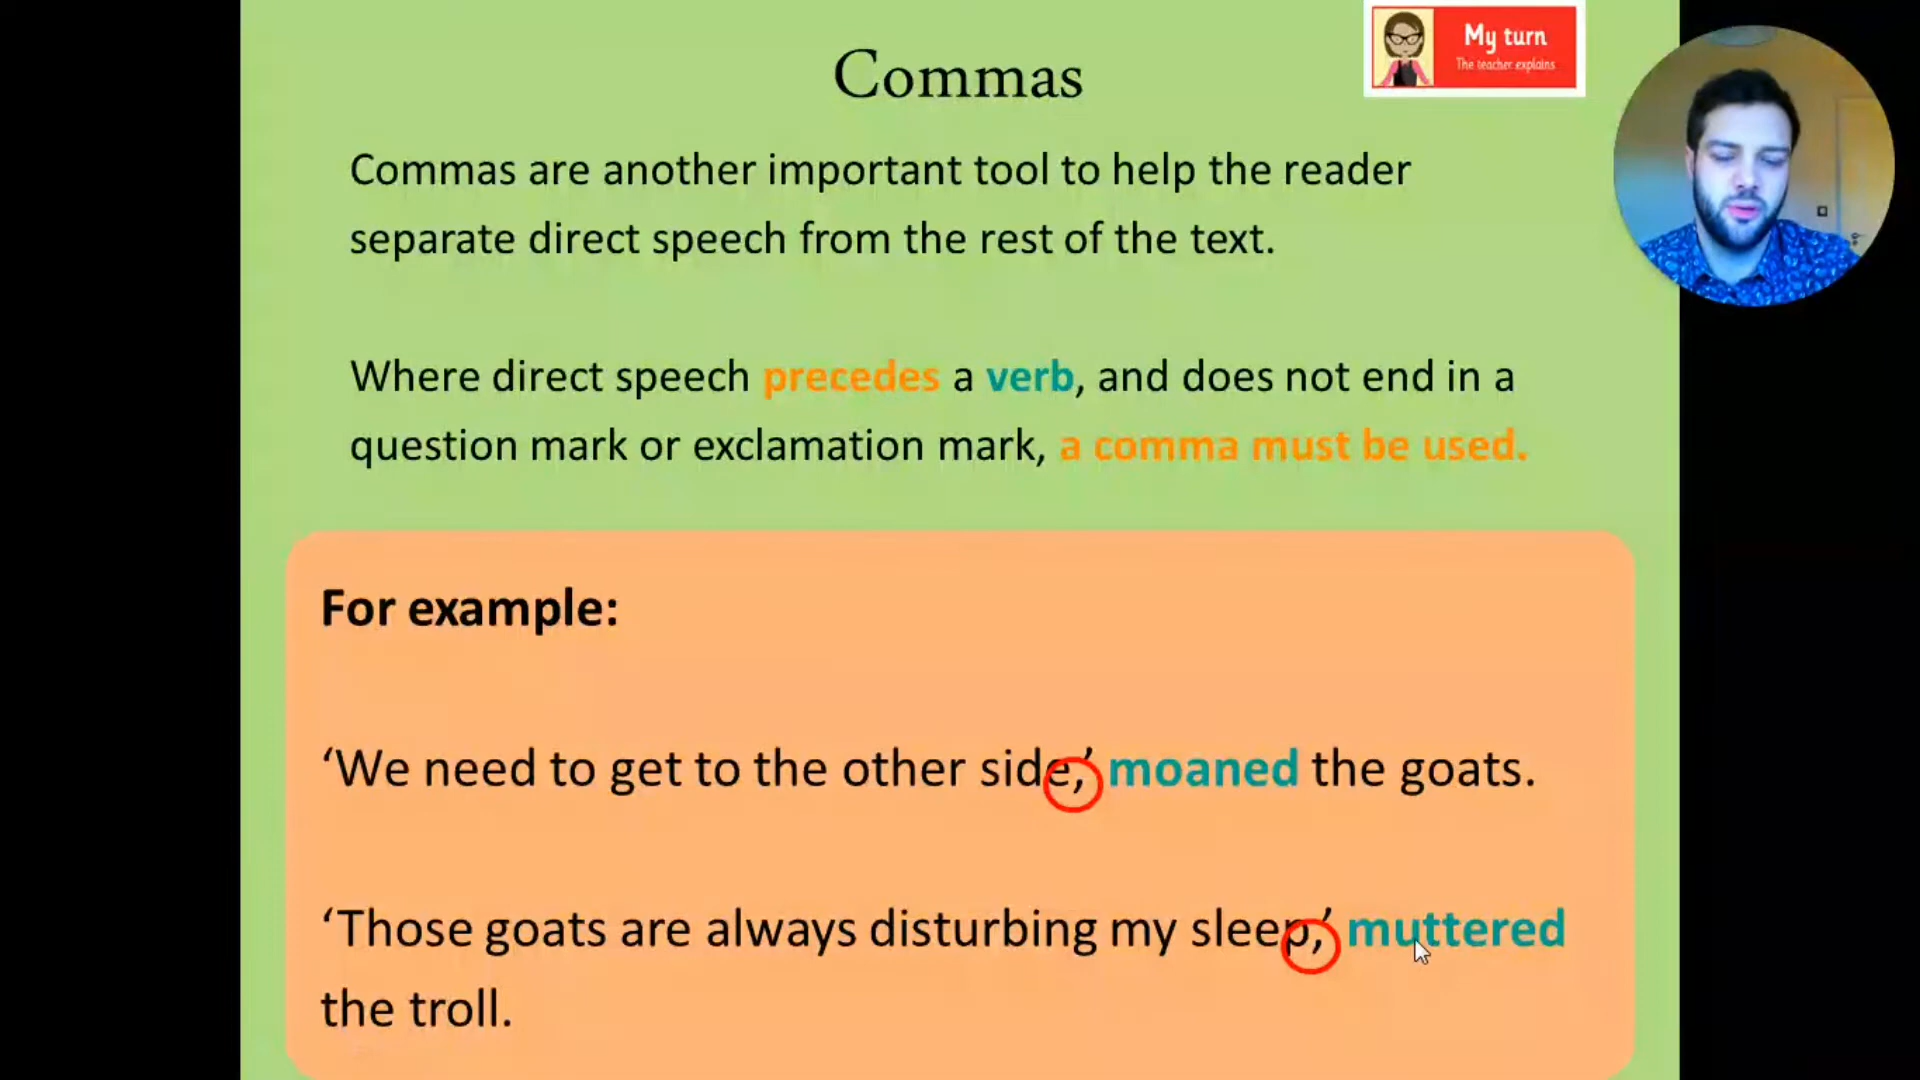 Commas
My turn
The teacher explains
Commas are another important tool to help the reader
separate direct speech from the rest of the text.
Where direct speech precedes a verb, and does not end in a
question mark or exclamation mark, a comma must be used.
For example:
‘We need to get to the other side,’ moaned the goats.
‘Those goats are always disturbing my sleep,’ muttered
the troll.